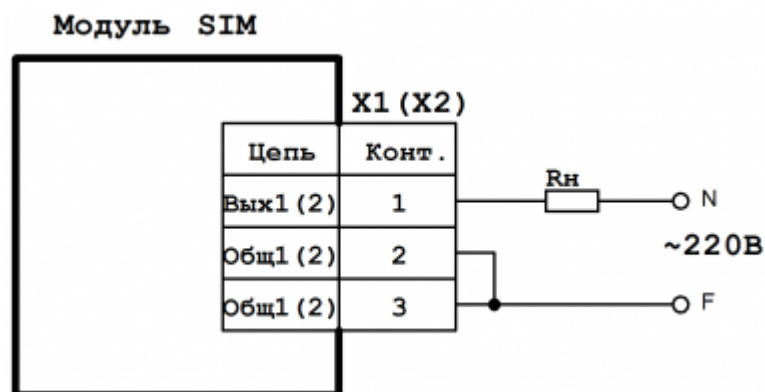 Модуль SIM
X1(X2)
Цепь Конт.
Вых1(2) 1
Rн
N
Общ1(2) 2
~220В
Общ1(2) 3
F